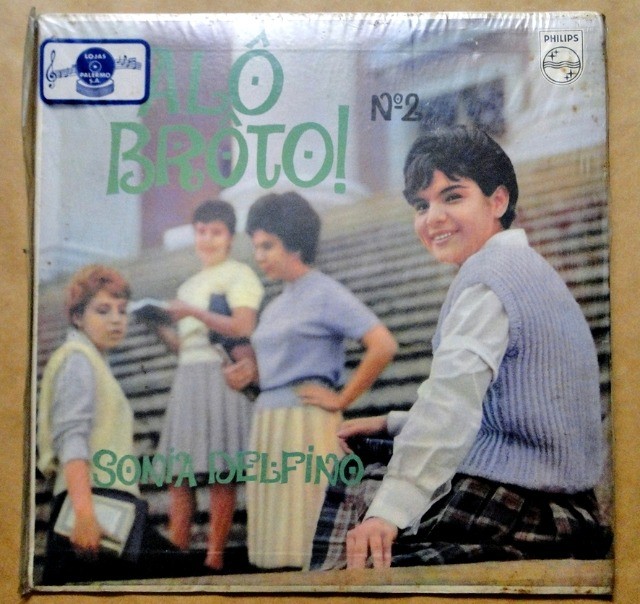 LOJAS
PALERMO
S.A.
ALÔ
BRÔTO!
Nº2
PHILIPS
SONIA DELFINO